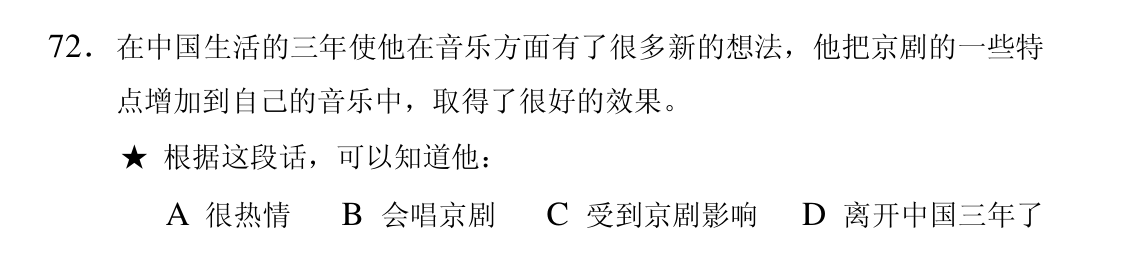 72. 在中国生活的三年使他在音乐方面有了很多新的想法，他把京剧的一些特
点增加到自己的音乐中，取得了很好的效果。
★ 根据这段话，可以知道他：
A 很热情 B 会唱京剧 C 受到京剧影响 D 离开中国三年了